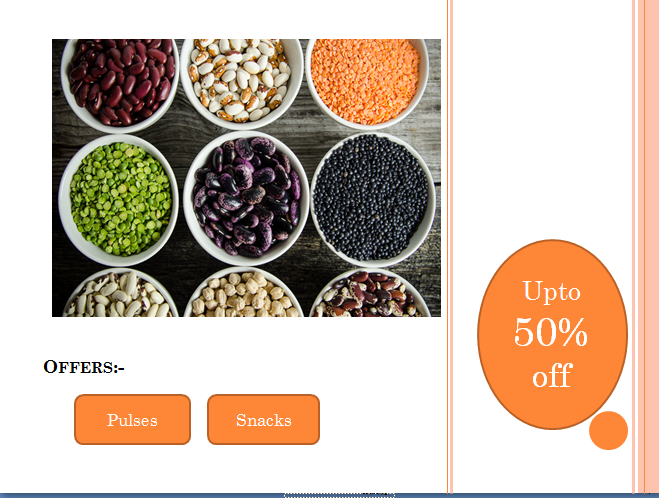 OFFERS:-
Pulses
Snacks
Upto
50%
off